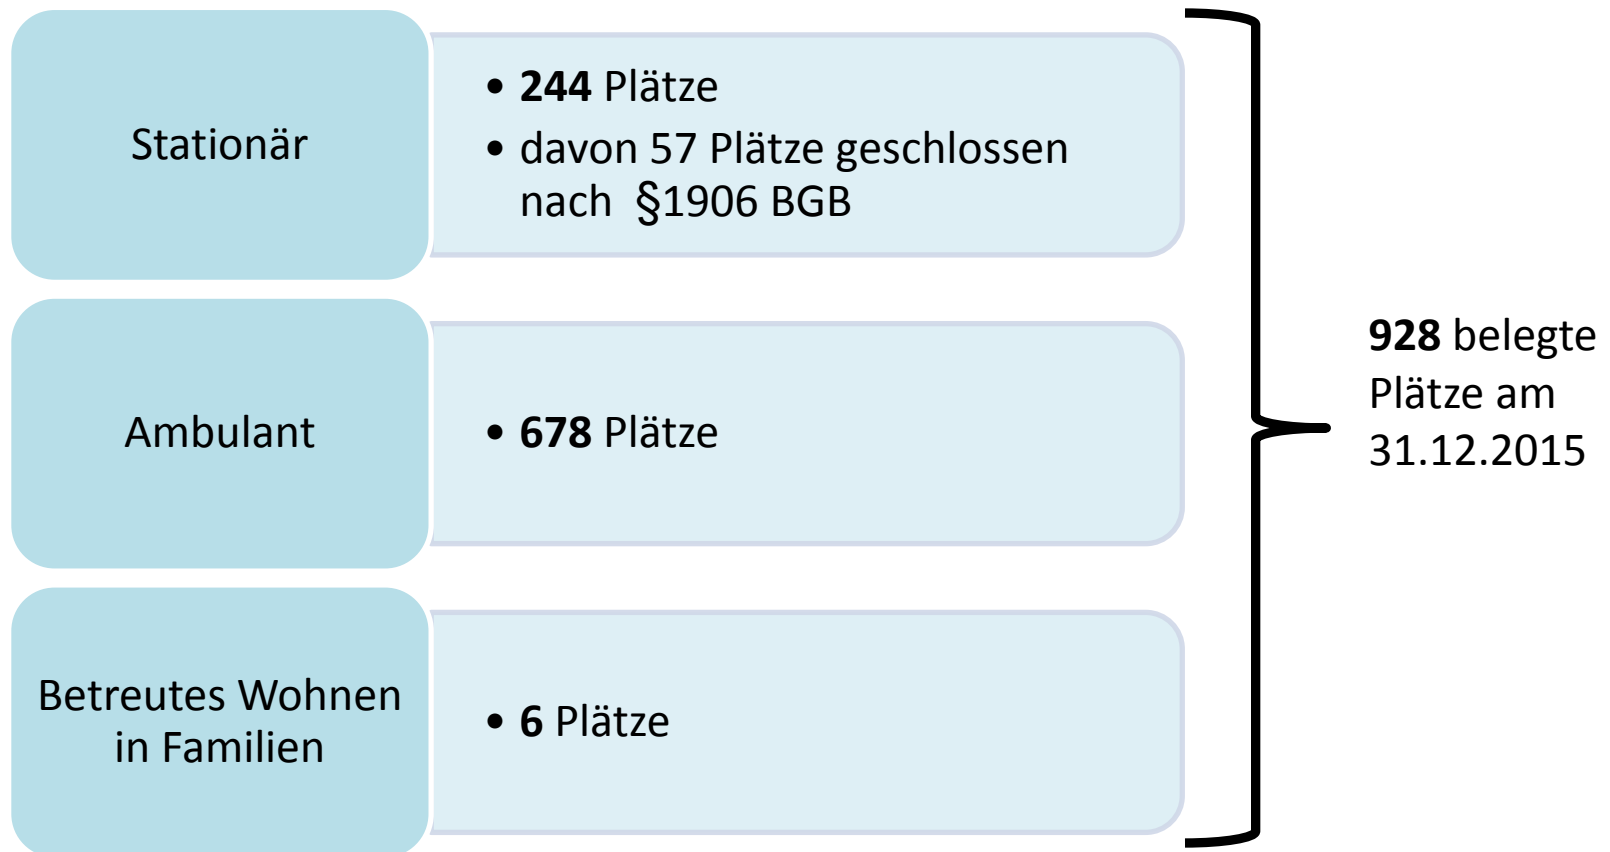 Stationär
• 244 Plätze
• davon 57 Plätze geschlossen
nach §1906 BGB
Ambulant
• 678 Plätze
Betreutes Wohnen
in Familien
• 6 Plätze
928 belegte
Plätze am
31.12.2015